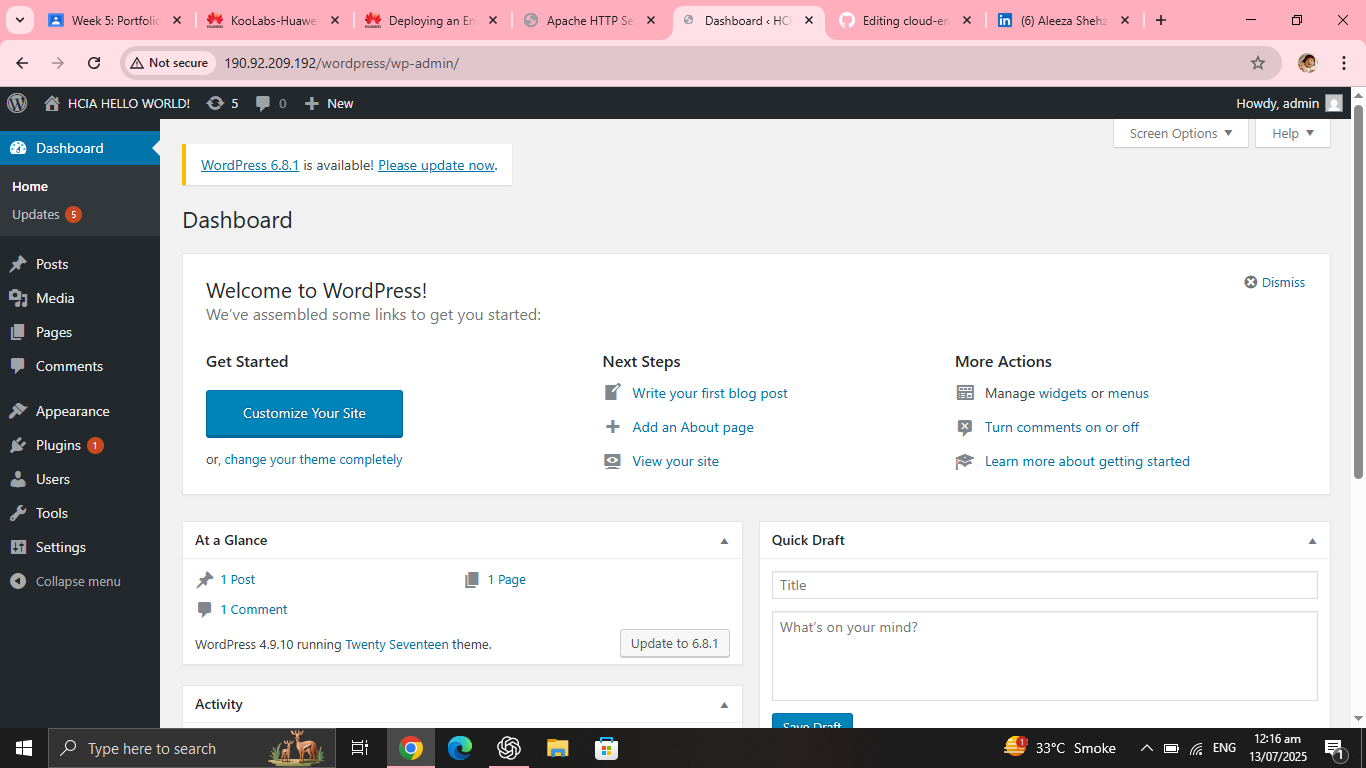 Week 5: Portfolio
KooLabs-Huawe
Deploying an En
Apache HTTP Se
Dashboard ‹ HCI
Editing cloud-en
(6) Aleeza Shehz
Not secure
190.92.209.192/wordpress/wp-admin/
HCIA HELLO WORLD!
5
0
New
Howdy, admin
Dashboard
Home
Updates 5
Posts
Media
Pages
Comments
Appearance
Plugins 1
Users
Tools
Settings
Collapse menu
Screen Options
Help
WordPress 6.8.1 is available! Please update now.
Dashboard
Welcome to WordPress!
We've assembled some links to get you started:
Dismiss
Get Started
Customize Your Site
or, change your theme completely
Next Steps
Write your first blog post
Add an About page
View your site
More Actions
Manage widgets or menus
Turn comments on or off
Learn more about getting started
At a Glance
1 Post
1 Page
1 Comment
WordPress 4.9.10 running Twenty Seventeen theme.
Update to 6.8.1
Activity
Quick Draft
Title
What's on your mind?
Save Draft
Type here to search
1
33°C Smoke
ENG
12:16 am
13/07/2025
1